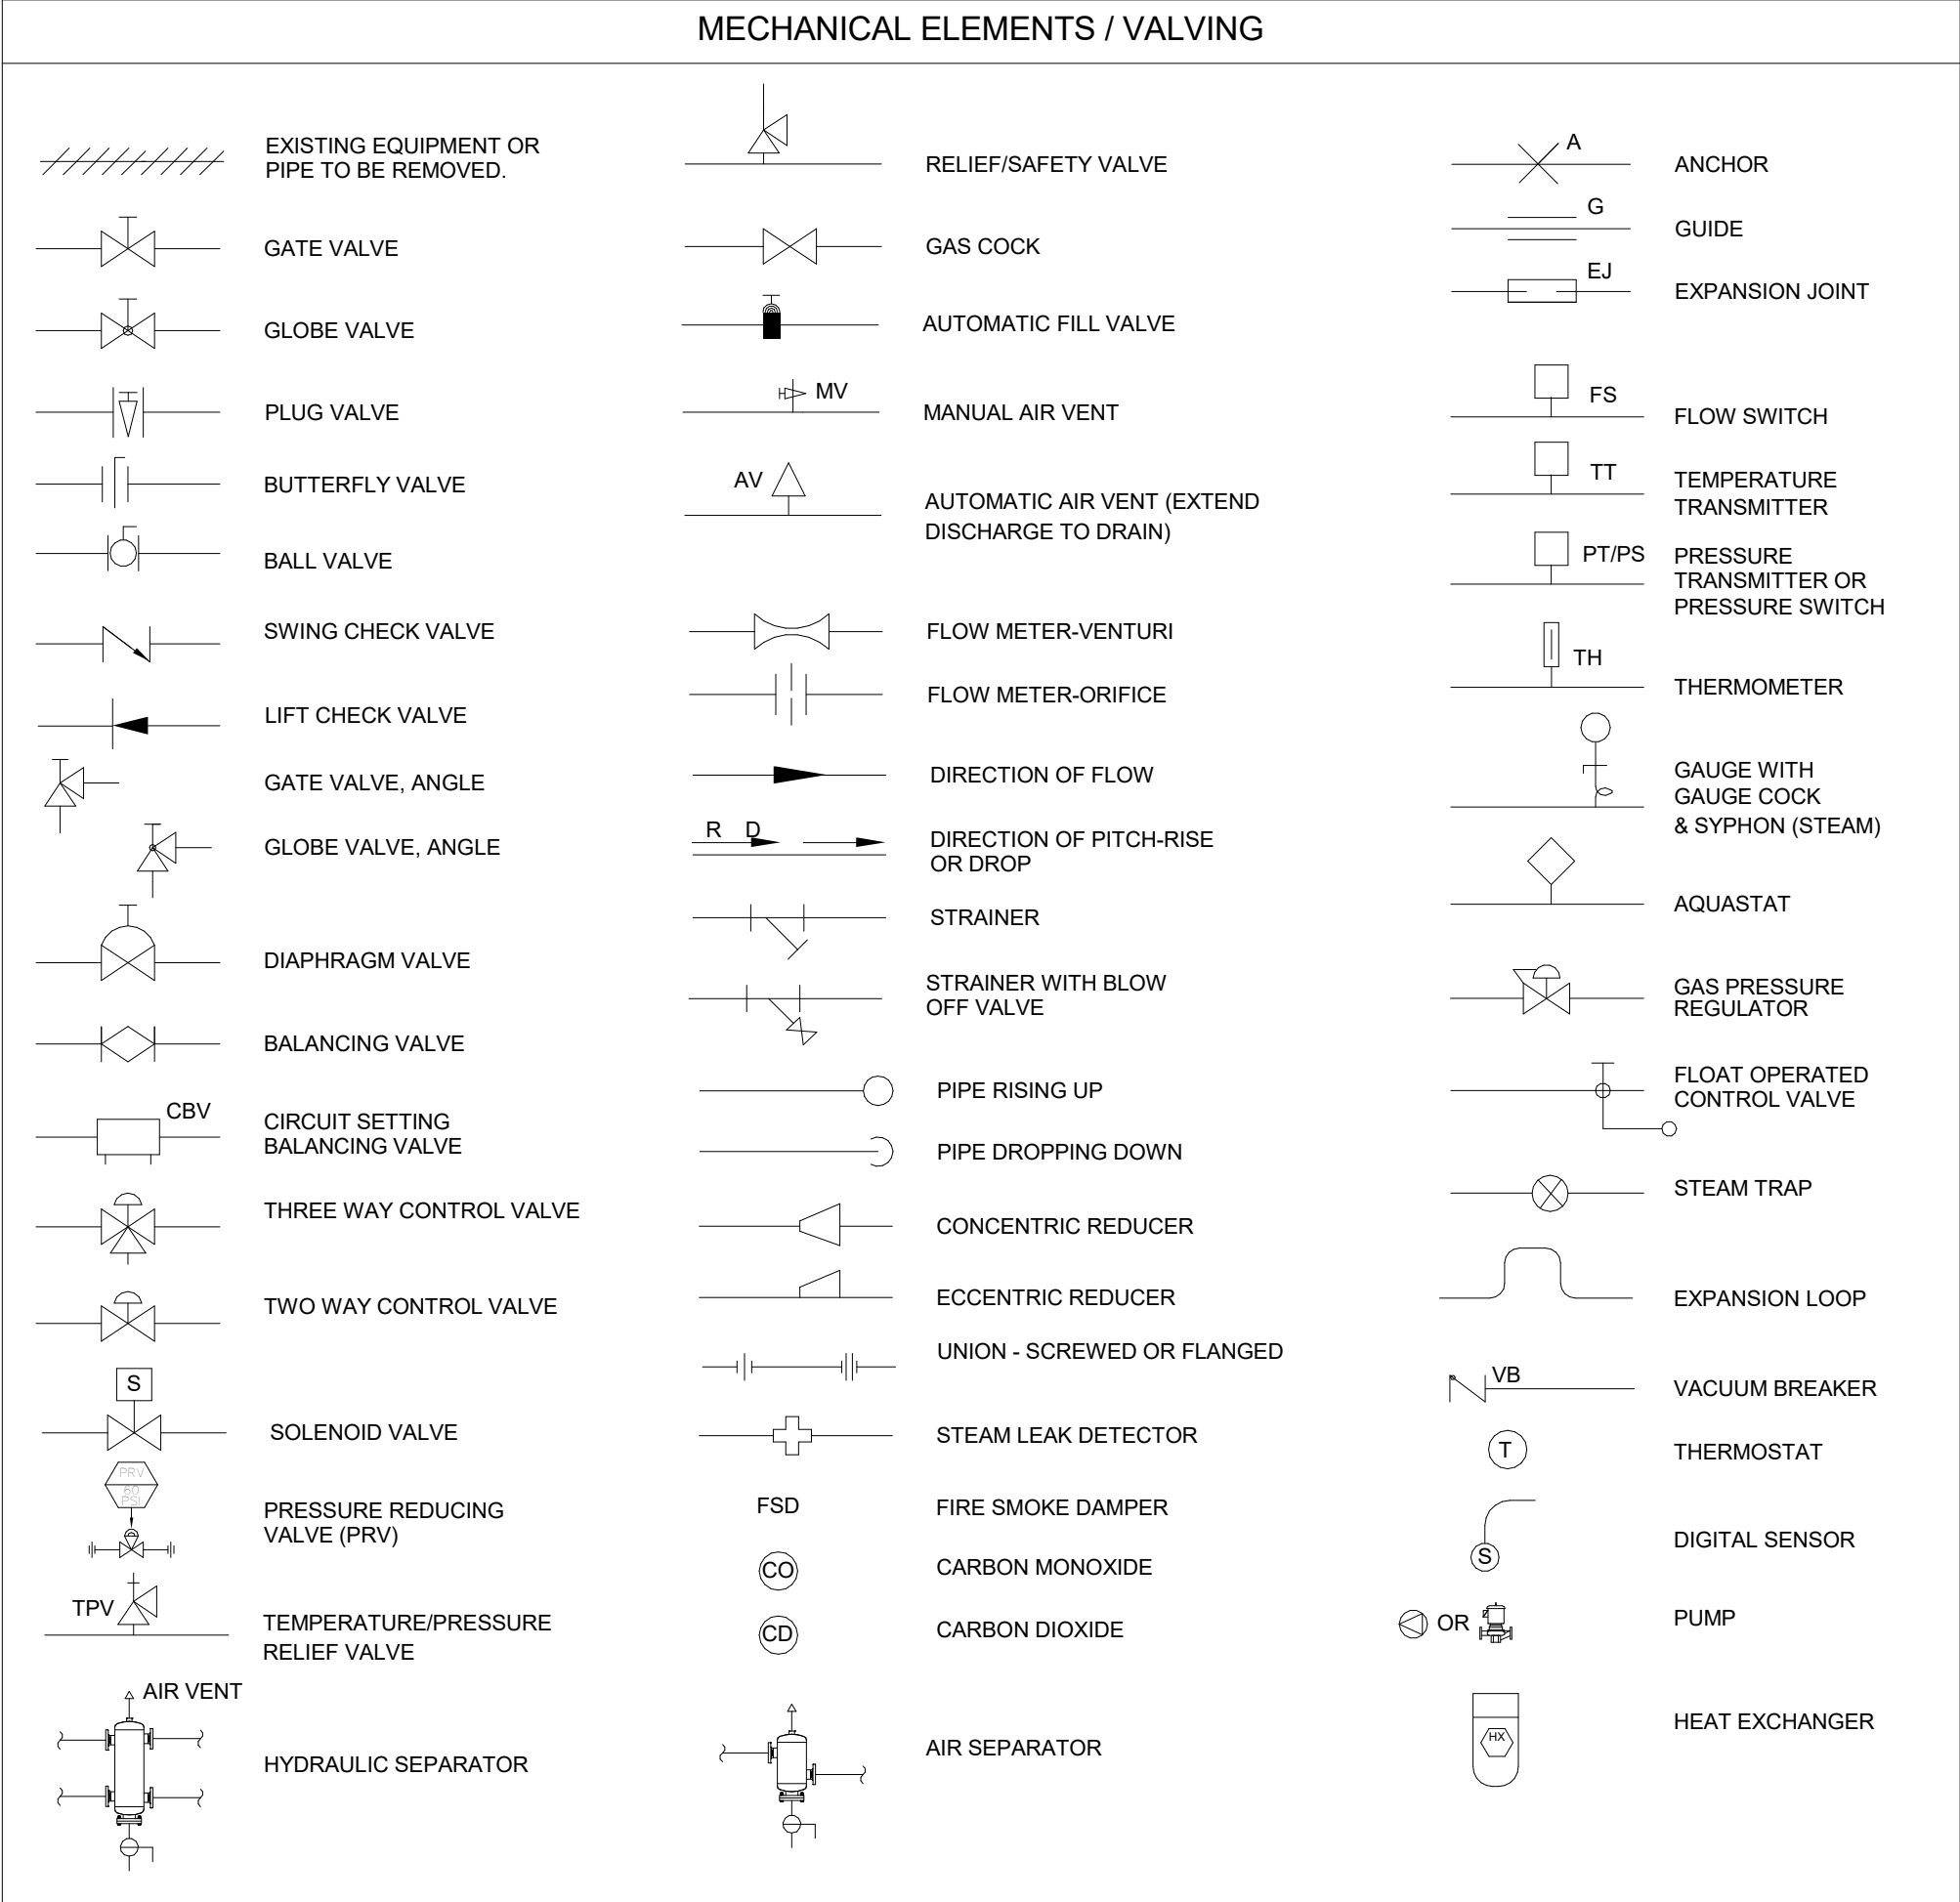 MECHANICAL ELEMENTS / VALVING
EXISTING EQUIPMENT OR
PIPE TO BE REMOVED.
GATE VALVE
GLOBE VALVE
PLUG VALVE
BUTTERFLY VALVE
BALL VALVE
SWING CHECK VALVE
LIFT CHECK VALVE
GATE VALVE, ANGLE
GLOBE VALVE, ANGLE
DIAPHRAGM VALVE
BALANCING VALVE
CBV
CIRCUIT SETTING
BALANCING VALVE
THREE WAY CONTROL VALVE
TWO WAY CONTROL VALVE
S
SOLENOID VALVE
PRV
60
PSI
PRESSURE REDUCING
VALVE (PRV)
TPV
TEMPERATURE/PRESSURE
RELIEF VALVE
AIR VENT
HYDRAULIC SEPARATOR
RELIEF/SAFETY VALVE
GAS COCK
AUTOMATIC FILL VALVE
MV
MANUAL AIR VENT
AV
AUTOMATIC AIR VENT (EXTEND
DISCHARGE TO DRAIN)
FLOW METER-VENTURI
FLOW METER-ORIFICE
DIRECTION OF FLOW
R D
DIRECTION OF PITCH-RISE
OR DROP
STRAINER
STRAINER WITH BLOW
OFF VALVE
PIPE RISING UP
PIPE DROPPING DOWN
CONCENTRIC REDUCER
ECCENTRIC REDUCER
UNION - SCREWED OR FLANGED
STEAM LEAK DETECTOR
FSD
FIRE SMOKE DAMPER
CO
CARBON MONOXIDE
CD
CARBON DIOXIDE
AIR SEPARATOR
A
ANCHOR
G
GUIDE
EJ
EXPANSION JOINT
FS
FLOW SWITCH
TT
TEMPERATURE
TRANSMITTER
PT/PS
PRESSURE
TRANSMITTER OR
PRESSURE SWITCH
TH
THERMOMETER
GAUGE WITH
GAUGE COCK
& SYPHON (STEAM)
AQUASTAT
GAS PRESSURE
REGULATOR
FLOAT OPERATED
CONTROL VALVE
STEAM TRAP
EXPANSION LOOP
VB
VACUUM BREAKER
T
THERMOSTAT
S
DIGITAL SENSOR
OR
PUMP
HX
HEAT EXCHANGER